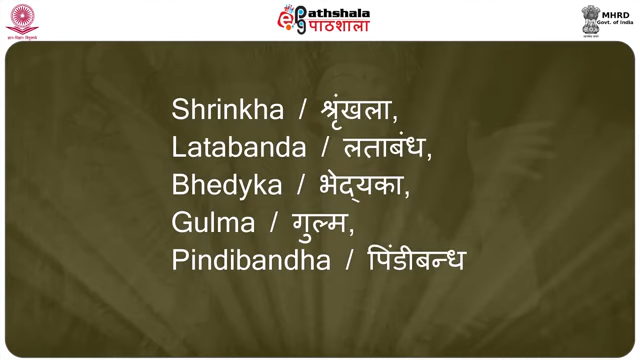 ePathshala
पाठशाला
MHRD
Govt. of India
Shrinkha / श्रृंखला,
Latabanda / लताबंध,
Bhedyka / भेद्‌यका,
Gulma / गुल्म,
Pindibandha / पिंडीबन्ध